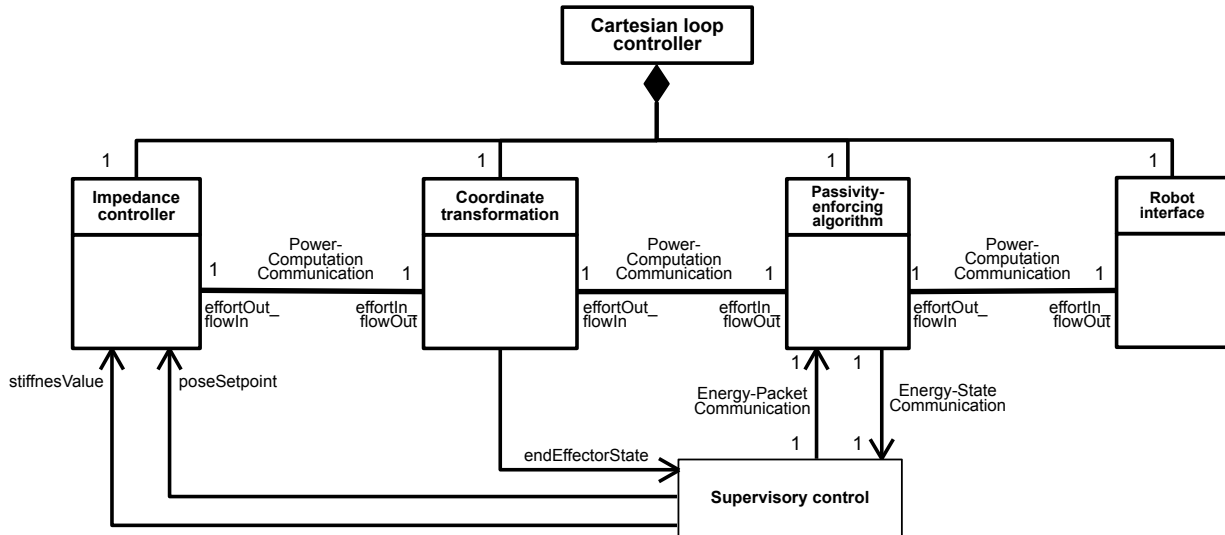 Cartesian loop
controller
1
1
1
1
Impedance
controller
Coordinate
transformation
Passivity-
enforcing
algorithm
Robot
interface
Power-
Computation
Communication
Power-
Computation
Communication
Power-
Computation
Communication
1
1
1
1
1
1
effortOut_
flowIn
effortIn_
flowOut
effortOut_
flowIn
effortIn_
flowOut
effortOut_
flowIn
effortIn_
flowOut
stiffnesValue
poseSetpoint
1
1
Energy-Packet
Communication
Energy-State
Communication
1
1
endEffectorState
Supervisory control